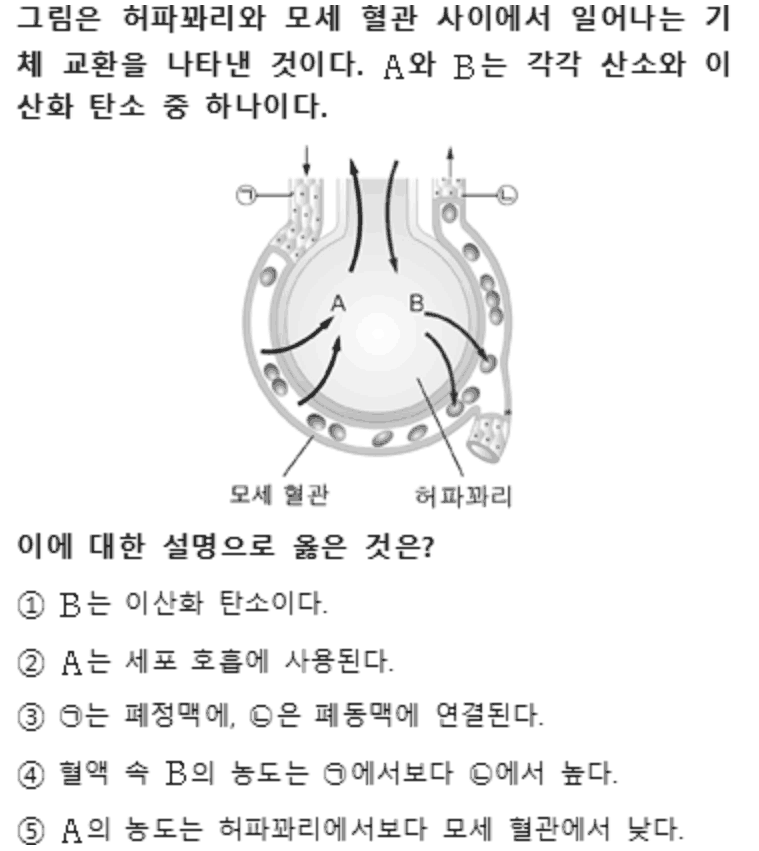 그림은 허파꽈리와 모세 혈관 사이에서 일어나는 기
체 교환을 나타낸 것이다. A와 B는 각각 산소와 이
산화 탄소 중 하나이다.
㉠
㉡
A
B
모세 혈관
허파꽈리
이에 대한 설명으로 옳은 것은?
① B는 이산화 탄소이다.
② A는 세포 호흡에 사용된다.
③ ㉠는 폐정맥에, ㉡은 폐동맥에 연결된다.
④ 혈액 속 B의 농도는 ㉠에서보다 ㉡에서 높다.
⑤ A의 농도는 허파꽈리에서보다 모세 혈관에서 낮다.